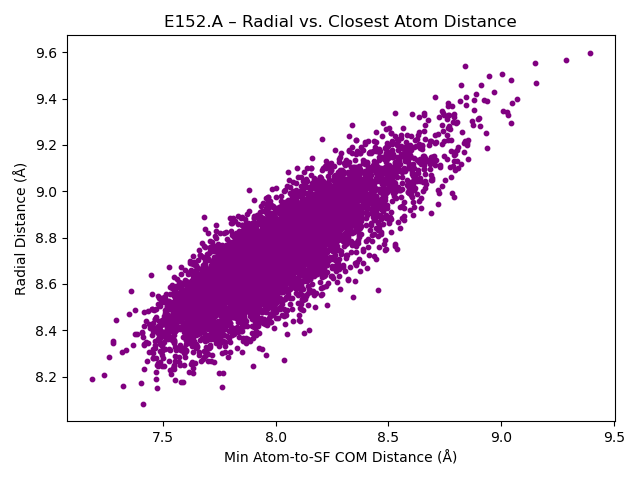 E152.A – Radial vs. Closest Atom Distance
Radial Distance (Å)
9.6
9.4
9.2
9.0
8.8
8.6
8.4
8.2
7.5 8.0 8.5 9.0 9.5
Min Atom-to-SF COM Distance (Å)